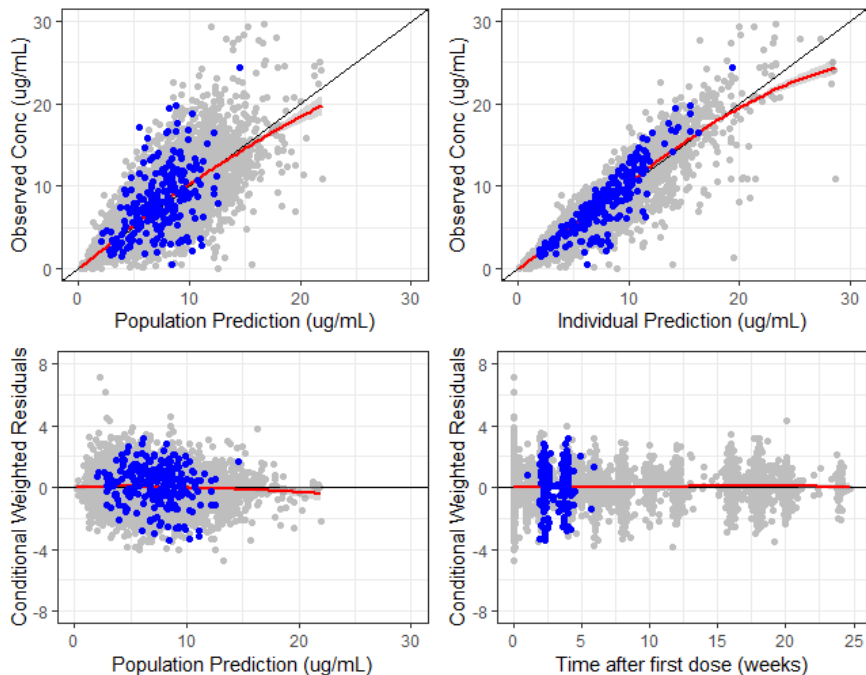 Observed Conc (ug/mL)
30
20
10
0
0 10 20 30
Population Prediction (ug/mL)
Observed Conc (ug/mL)
30
20
10
0
0 10 20 30
Individual Prediction (ug/mL)
Conditional Weighted Residuals
8
4
0
-4
-8
0 10 20 30
Population Prediction (ug/mL)
Conditional Weighted Residuals
8
4
0
-4
-8
0 5 10 15 20 25
Time after first dose (weeks)